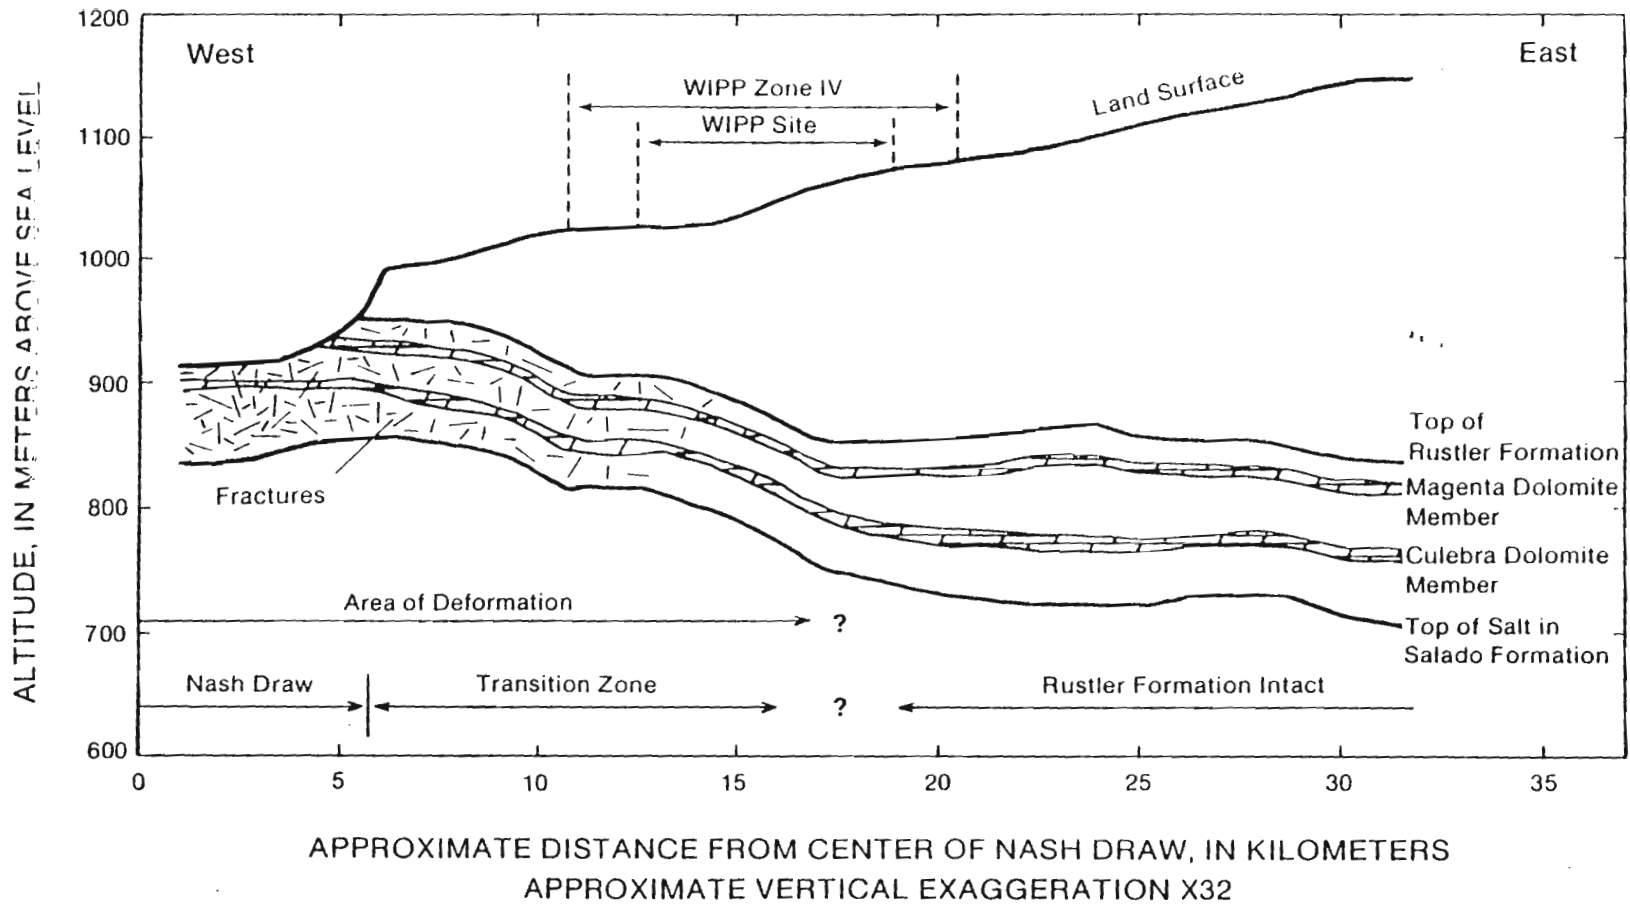 1200
West
East
WIPP Zone IV
Land Surface
WIPP Site
1100
1000
900
800
700
600
ALTITUDE, IN METERS ABOVE SEA LEVEL
Top of
Rustler Formation
Magenta Dolomite
Member
Fractures
Culebra Dolomite
Member
Area of Deformation
?
Top of Salt in
Salado Formation
Nash Draw
Transition Zone
?
Rustler Formation Intact
0 5 10 15 20 25 30 35
APPROXIMATE DISTANCE FROM CENTER OF NASH DRAW, IN KILOMETERS
APPROXIMATE VERTICAL EXAGGERATION X32